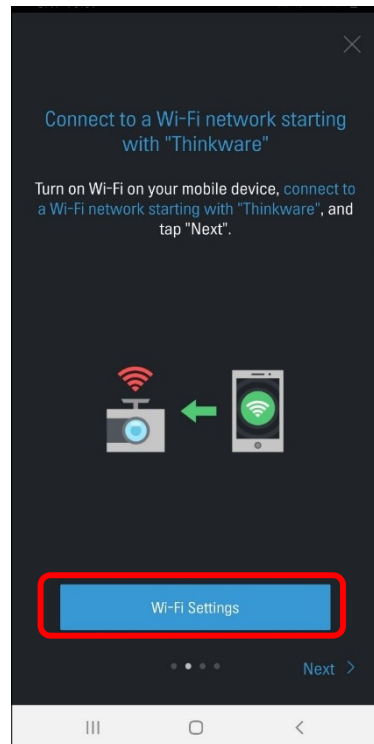 Connect to a Wi-Fi network starting
with "Thinkware"
Turn on Wi-Fi on your mobile device, connect to
a Wi-Fi network starting with "Thinkware", and
tap "Next".
Wi-Fi Settings
Next